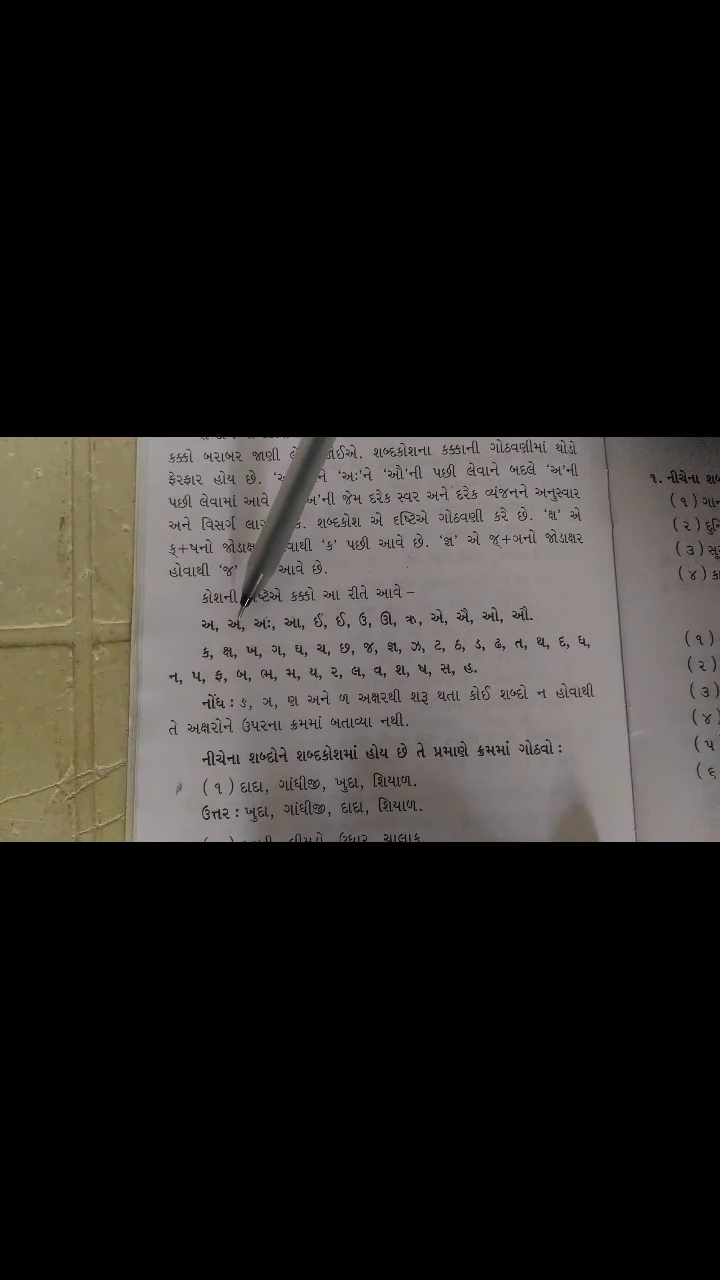 કક્કો બરાબર જાણી જોઈએ. શબ્દકોશના કક્કાની ગોઠવણીમાં થોડો
ફેરફાર હોય છે. ને 'અઃ'ને 'ઔ'ની પછી લેવાને બદલે 'અ'ની
પછી લેવામાં આવે 'અ'ની જેમ દરેક સ્વર અને દરેક વ્યંજનને અનુસ્વાર
અને વિસર્ગ શબ્દકોશ એ દૃષ્ટિએ ગોઠવણી કરે છે. 'ક્ષ' એ
ક્+ષનો 'ક' પછી આવે છે. 'જ્ઞ' એ જ્+ઞનો જોડાક્ષર
હોવાથી 'જ' આવે છે.
કોશની કક્કો આ રીતે આવે –
અ, અં, અઃ, આ, ઈ, ઉ, ઊ, ઋ, એ, ઐ, ઓ, ઔ.
ક, ક્ષ, ખ, ગ, ઘ, ચ, છ, જ, જ્ઞ, ઝ, ટ, ઠ, ડ, ઢ, ત, થ, દ, ધ,
ન, પ, ફ, બ, ભ, મ, ય, ર, લ, વ, શ, ષ, સ, હ.
નોંધ : ઙ, ઞ, ણ અને ળ અક્ષરથી શરૂ થતા કોઈ શબ્દો ન હોવાથી
તે અક્ષરોને ઉપરના ક્રમમાં બતાવ્યા નથી.
નીચેના શબ્દોને શબ્દકોશમાં હોય છે તે પ્રમાણે ક્રમમાં ગોઠવો :
(૧) દાદા, ગાંધીજી, ખુદા, શિયાળ.
ઉત્તર : ખુદા, ગાંધીજી, દાદા, શિયાળ.
૧. નીચેના
(૧)
(૨)
(૩)
(૪)
(૧)
(૨)
(૩)
(૪)
(૫
(૬